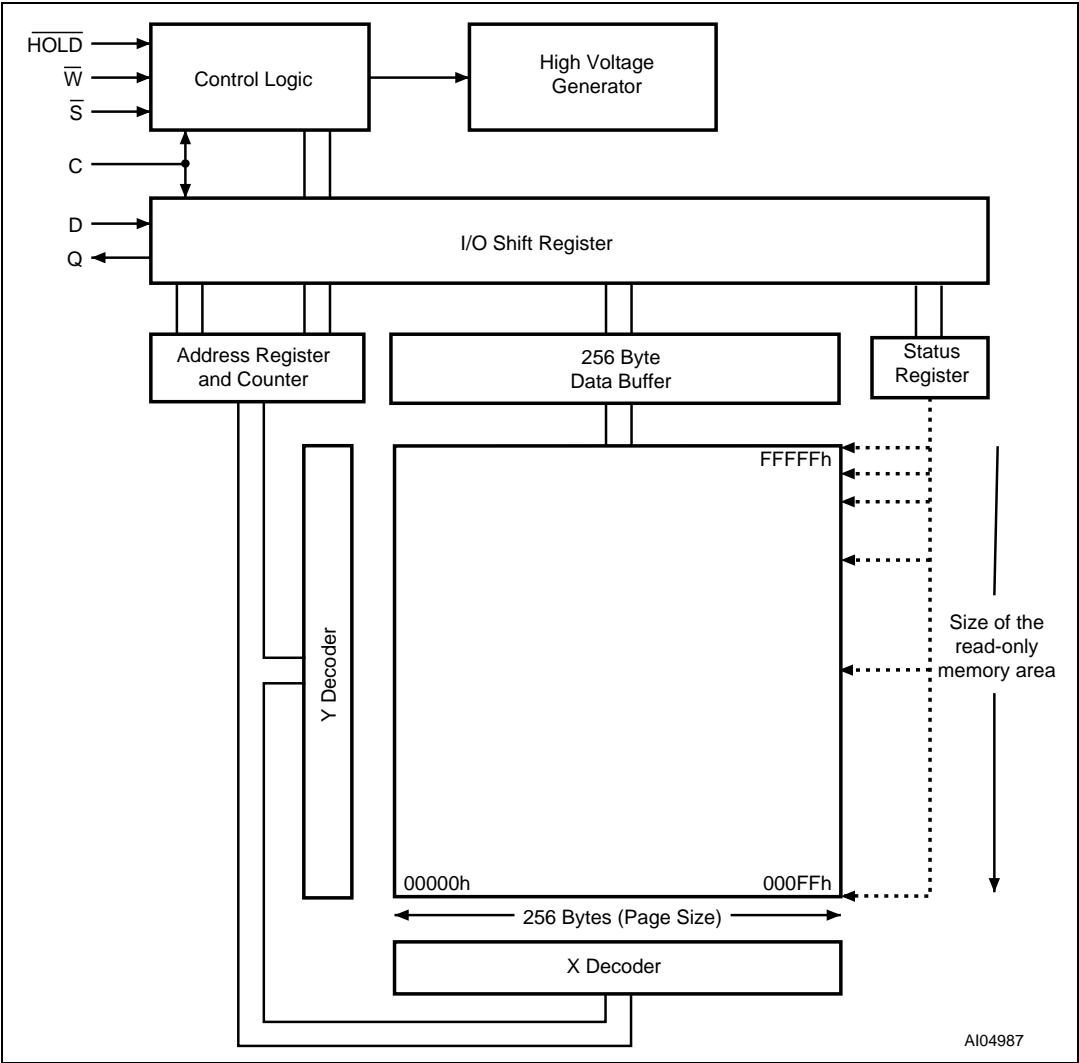 H̅O̅L̅D̅
W̅
S̅
C
D
Q
Control Logic
High Voltage
Generator
I/O Shift Register
Address Register
and Counter
256 Byte
Data Buffer
Status
Register
FFFFFh
Y Decoder
Size of the
read-only
memory area
00000h
000FFh
256 Bytes (Page Size)
X Decoder
AI04987